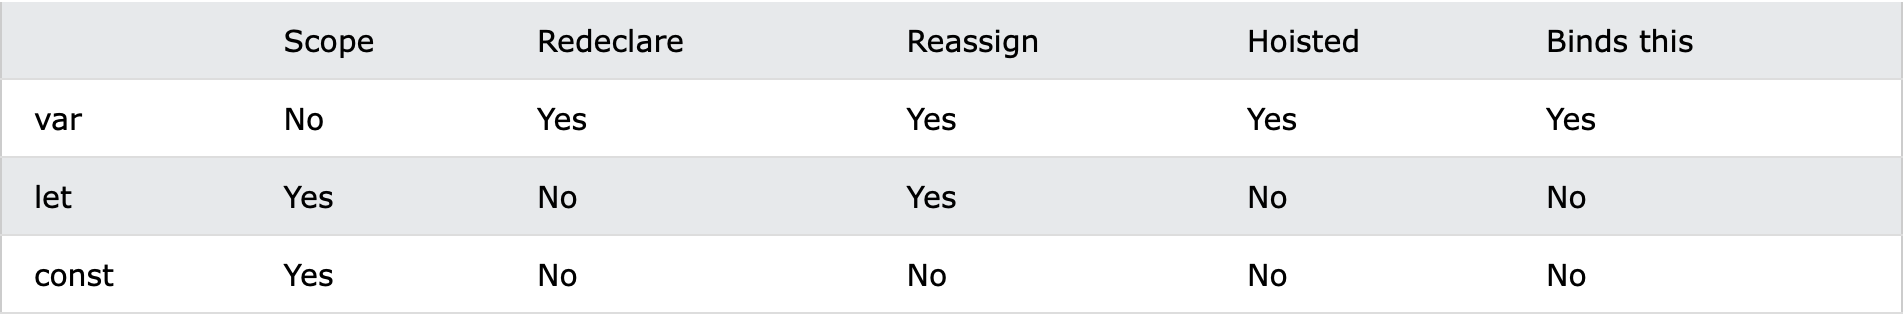 Scope Redeclare Reassign Hoisted Binds this
var No Yes Yes Yes Yes
let Yes No Yes No No
const Yes No No No No